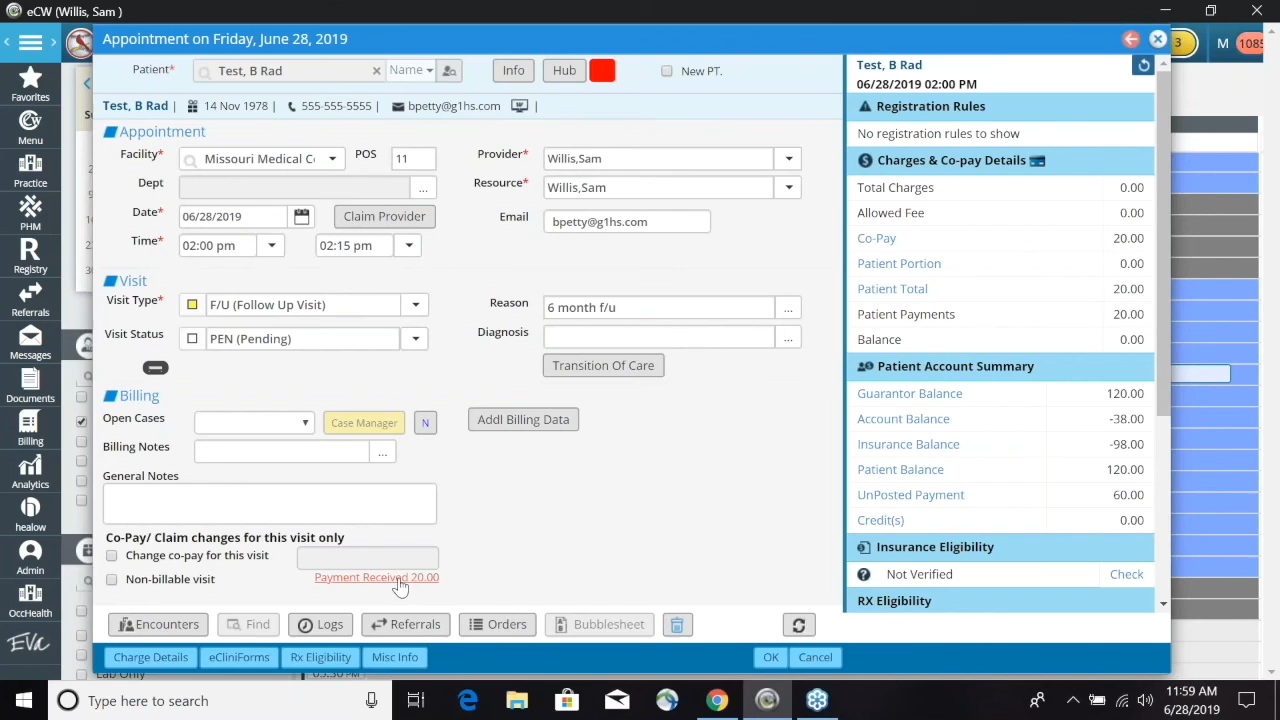 eCW (Willis, Sam )
Appointment on Friday, June 28, 2019
3
M
1085
Favorites
Menu
Practice
PHM
Registry
Referrals
Messages
Documents
Billing
Analytics
healow
Admin
OccHealth
EVA
Patient*
Test, B Rad
Name
Info
Hub
New PT.
Test, B Rad | 14 Nov 1978 | 555-555-5555 | bpetty@g1hs.com |
Appointment
Facility*
Missouri Medical C
POS
11
Provider*
Willis,Sam
Dept
...
Resource*
Willis,Sam
Date*
06/28/2019
Claim Provider
Email
bpetty@g1hs.com
Time*
02:00 pm
02:15 pm
Visit
Visit Type*
F/U (Follow Up Visit)
Reason
6 month f/u
...
Visit Status
PEN (Pending)
Diagnosis
...
Transition Of Care
Billing
Open Cases
Case Manager
N
Addl Billing Data
Billing Notes
...
General Notes
Co-Pay/ Claim changes for this visit only
Change co-pay for this visit
Non-billable visit
Payment Received 20.00
Encounters
Find
Logs
Referrals
Orders
Bubblesheet
Charge Details
eCliniForms
Rx Eligibility
Misc Info
OK
Cancel
Test, B Rad
06/28/2019 02:00 PM
Registration Rules
No registration rules to show
Charges & Co-pay Details
Total Charges 0.00
Allowed Fee 0.00
Co-Pay 20.00
Patient Portion 0.00
Patient Total 20.00
Patient Payments 20.00
Balance 0.00
Patient Account Summary
Guarantor Balance 120.00
Account Balance -38.00
Insurance Balance -98.00
Patient Balance 120.00
UnPosted Payment 60.00
Credit(s) 0.00
Insurance Eligibility
Not Verified Check
RX Eligibility
Lab Only
05:30 PM
Type here to search
11:59 AM
6/28/2019